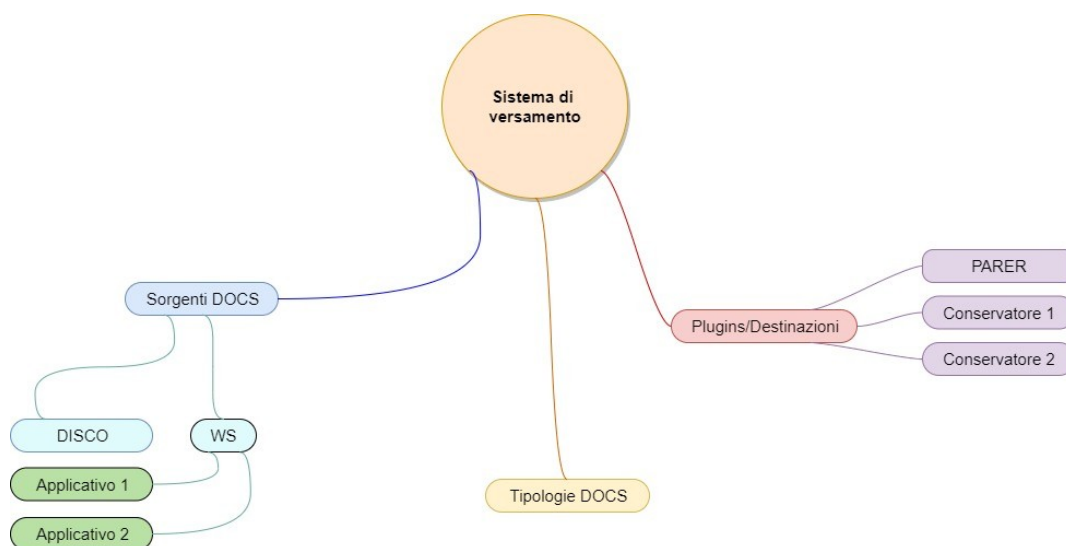 Sistema di
versamento
Sorgenti DOCS
DISCO
WS
Applicativo 1
Applicativo 2
Tipologie DOCS
Plugins/Destinazioni
PARER
Conservatore 1
Conservatore 2